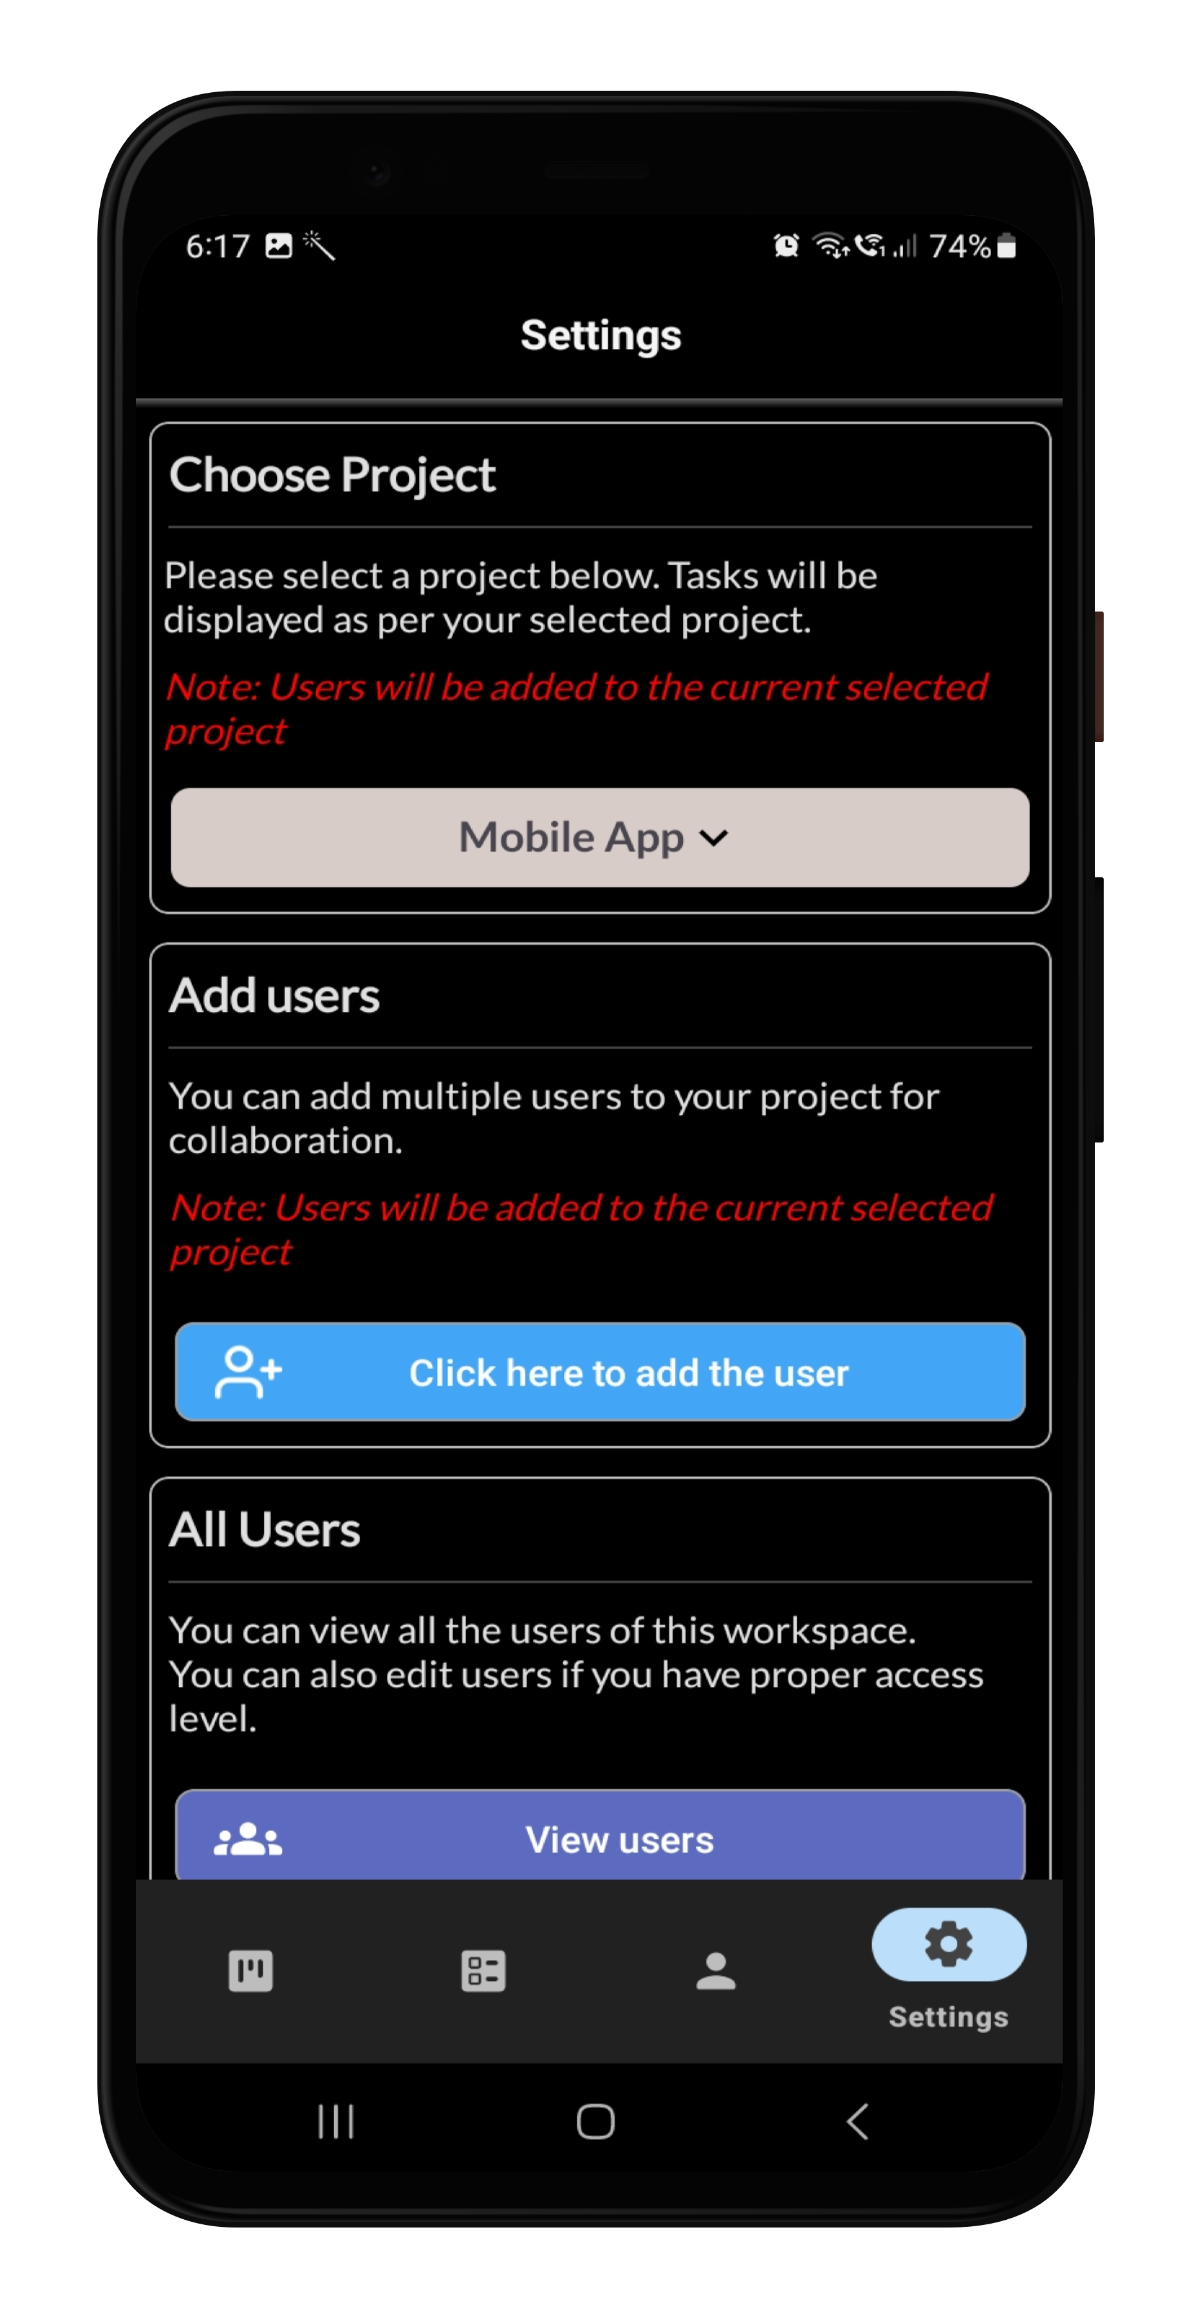 6:17
74%
Settings
Choose Project
Please select a project below. Tasks will be
displayed as per your selected project.
Note: Users will be added to the current selected
project
Mobile App
Add users
You can add multiple users to your project for
collaboration.
Note: Users will be added to the current selected
project
Click here to add the user
All Users
You can view all the users of this workspace.
You can also edit users if you have proper access
level.
View users
Settings